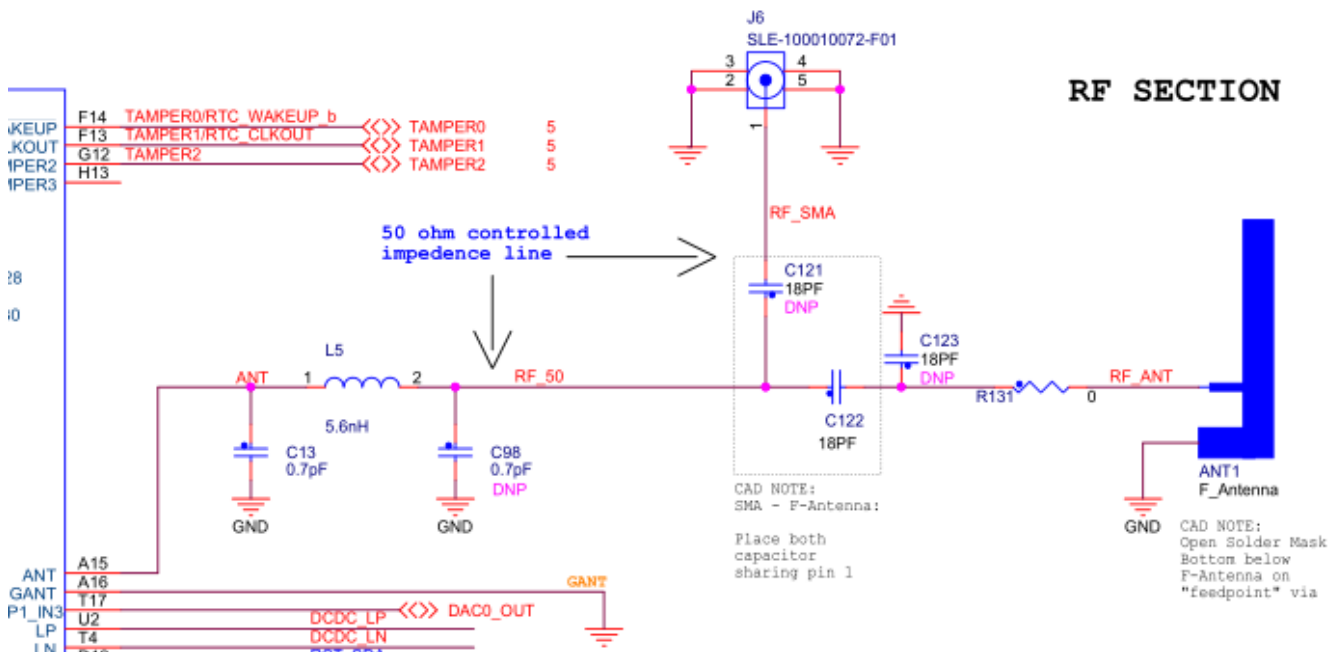 J6
SLE-100010072-F01
3
4
2
5
1
RF SECTION
F14
TAMPER0/RTC_WAKEUP_b
TAMPER0
5
F13
TAMPER1/RTC_CLKOUT
TAMPER1
5
G12
TAMPER2
TAMPER2
5
H13
AKEUP
LKOUT
MPER2
MPER3
RF_SMA
50 ohm controlled
impedence line
28
30
C121
18PF
DNP
C123
18PF
DNP
L5
ANT
1
2
RF_50
5.6nH
R131
0
RF_ANT
C122
18PF
C13
0.7pF
C98
0.7pF
DNP
GND
GND
CAD NOTE:
SMA - F-Antenna:
Place both
capacitor
sharing pin 1
ANT1
F_Antenna
GND
CAD NOTE:
Open Solder Mask
Bottom below
F-Antenna on
"feedpoint" via
ANT
A15
GANT
A16
GANT
P1_IN3
T17
DAC0_OUT
LP
U2
DCDC_LP
LN
T4
DCDC_LN